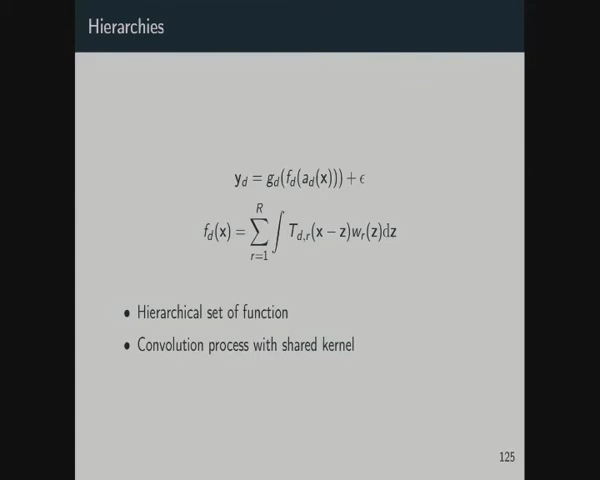 Hierarchies
y_d = g_d(f_d(a_d(x))) + ϵ
f_d(x) = ∑_{r=1}^{R} ∫ T_{d,r}(x − z)w_r(z)dz
• Hierarchical set of function
• Convolution process with shared kernel
125